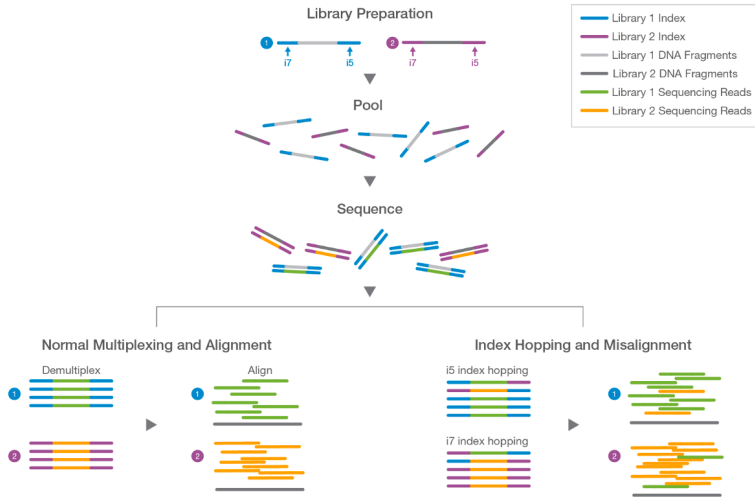 Library Preparation
Library 1 Index
Library 2 Index
Library 1 DNA Fragments
Library 2 DNA Fragments
Library 1 Sequencing Reads
Library 2 Sequencing Reads
1
2
i7
i5
i7
i5
Pool
Sequence
Normal Multiplexing and Alignment
Index Hopping and Misalignment
Demultiplex
Align
i5 index hopping
1
1
1
i7 index hopping
2
2
2